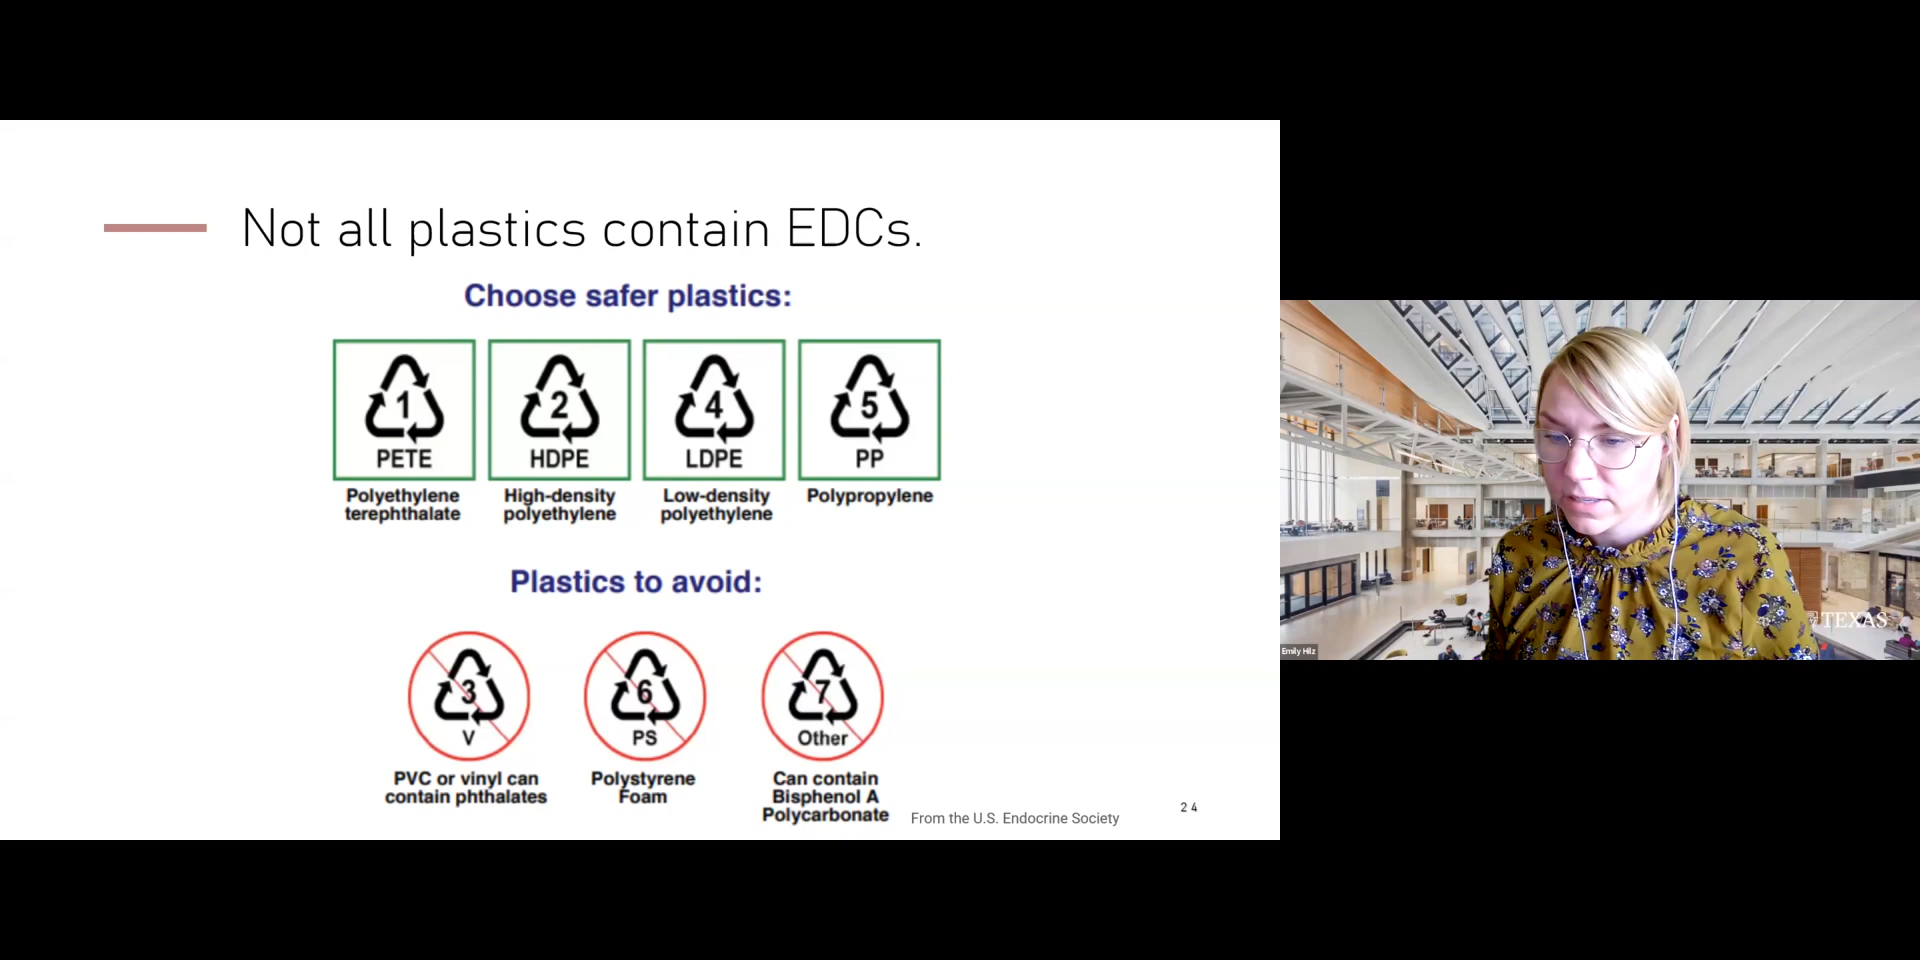 Not all plastics contain EDCs.
Choose safer plastics:
1
PETE
Polyethylene
terephthalate
2
HDPE
High-density
polyethylene
4
LDPE
Low-density
polyethylene
5
PP
Polypropylene
Plastics to avoid:
3
V
PVC or vinyl can
contain phthalates
6
PS
Polystyrene
Foam
7
Other
Can contain
Bisphenol A
Polycarbonate
From the U.S. Endocrine Society
24
TEXAS
Emily Hilz